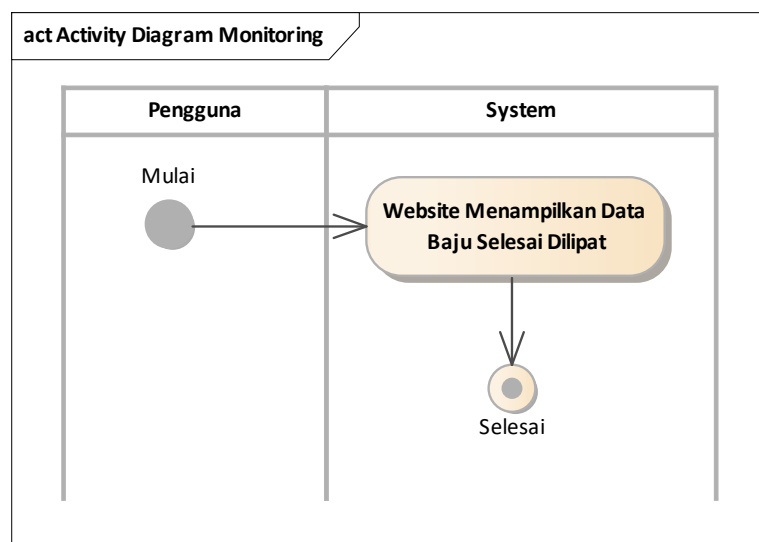 act Activity Diagram Monitoring
Pengguna
System
Mulai
Website Menampilkan Data
Baju Selesai Dilipat
Selesai